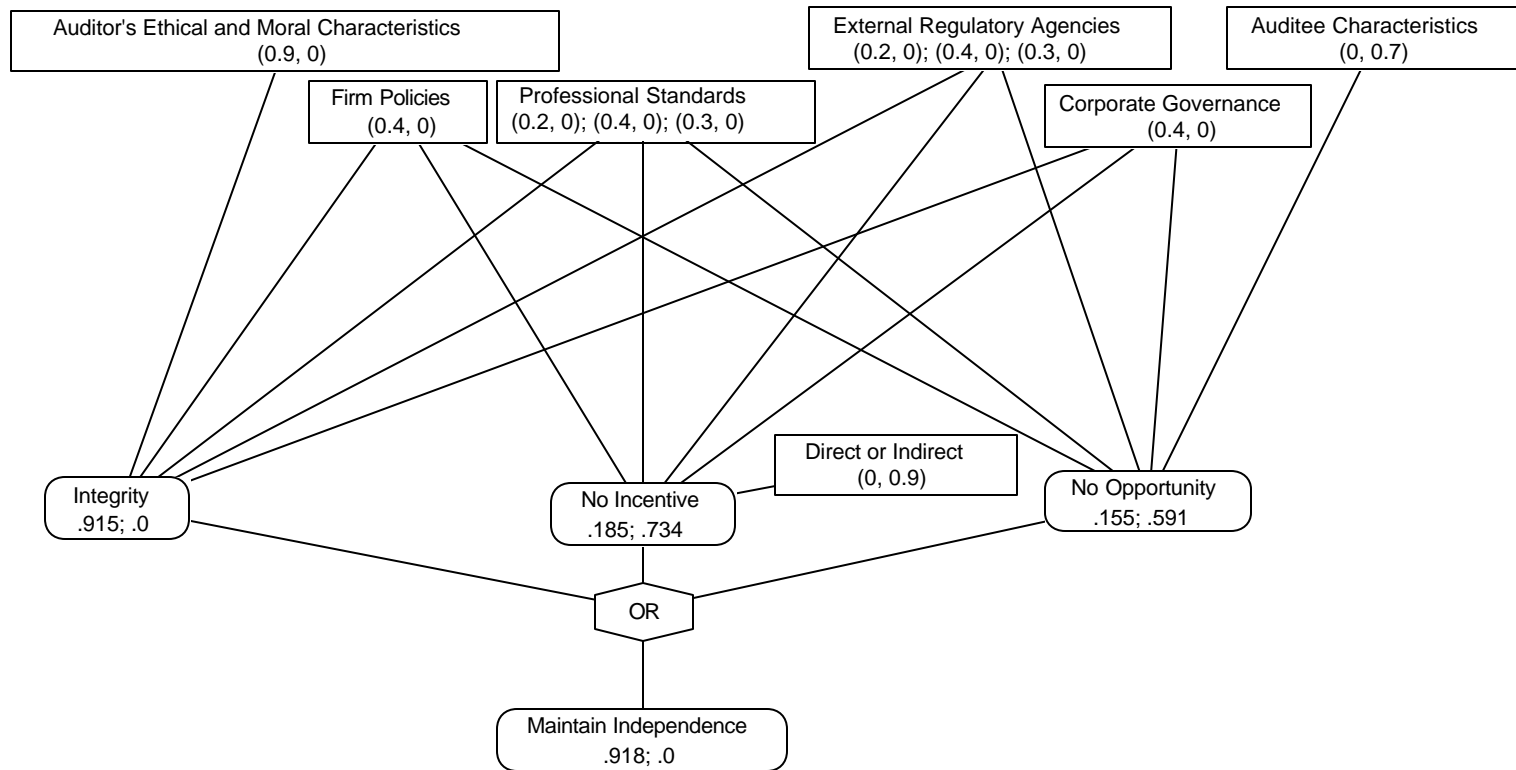 Auditor's Ethical and Moral Characteristics
(0.9, 0)
External Regulatory Agencies
(0.2, 0); (0.4, 0); (0.3, 0)
Auditee Characteristics
(0, 0.7)
Firm Policies
(0.4, 0)
Professional Standards
(0.2, 0); (0.4, 0); (0.3, 0)
Corporate Governance
(0.4, 0)
Direct or Indirect
(0, 0.9)
Integrity
.915; .0
No Incentive
.185; .734
No Opportunity
.155; .591
OR
Maintain Independence
.918; .0